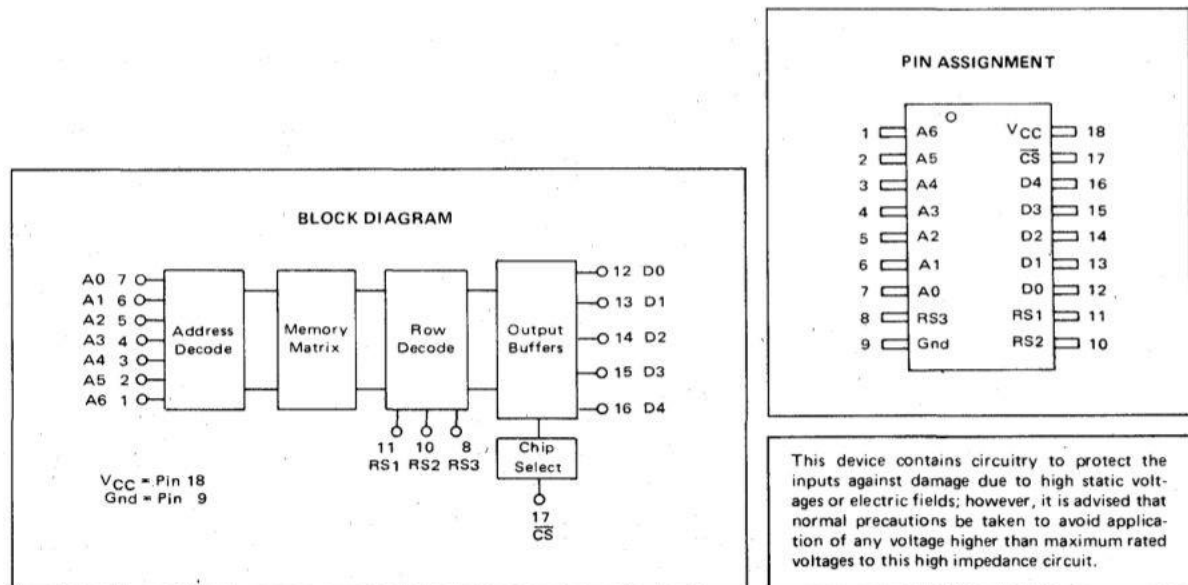 BLOCK DIAGRAM
A0 7
A1 6
A2 5
A3 4
A4 3
A5 2
A6 1
Address
Decode
Memory
Matrix
Row
Decode
Output
Buffers
12 D0
13 D1
14 D2
15 D3
16 D4
11 10 8
RS1 RS2 RS3
Chip
Select
17
C̅S̅
VCC = Pin 18
Gnd = Pin 9
PIN ASSIGNMENT
1 A6 VCC 18
2 A5 C̅S̅ 17
3 A4 D4 16
4 A3 D3 15
5 A2 D2 14
6 A1 D1 13
7 A0 D0 12
8 RS3 RS1 11
9 Gnd RS2 10
This device contains circuitry to protect the
inputs against damage due to high static volt-
ages or electric fields; however, it is advised that
normal precautions be taken to avoid applica-
tion of any voltage higher than maximum rated
voltages to this high impedance circuit.